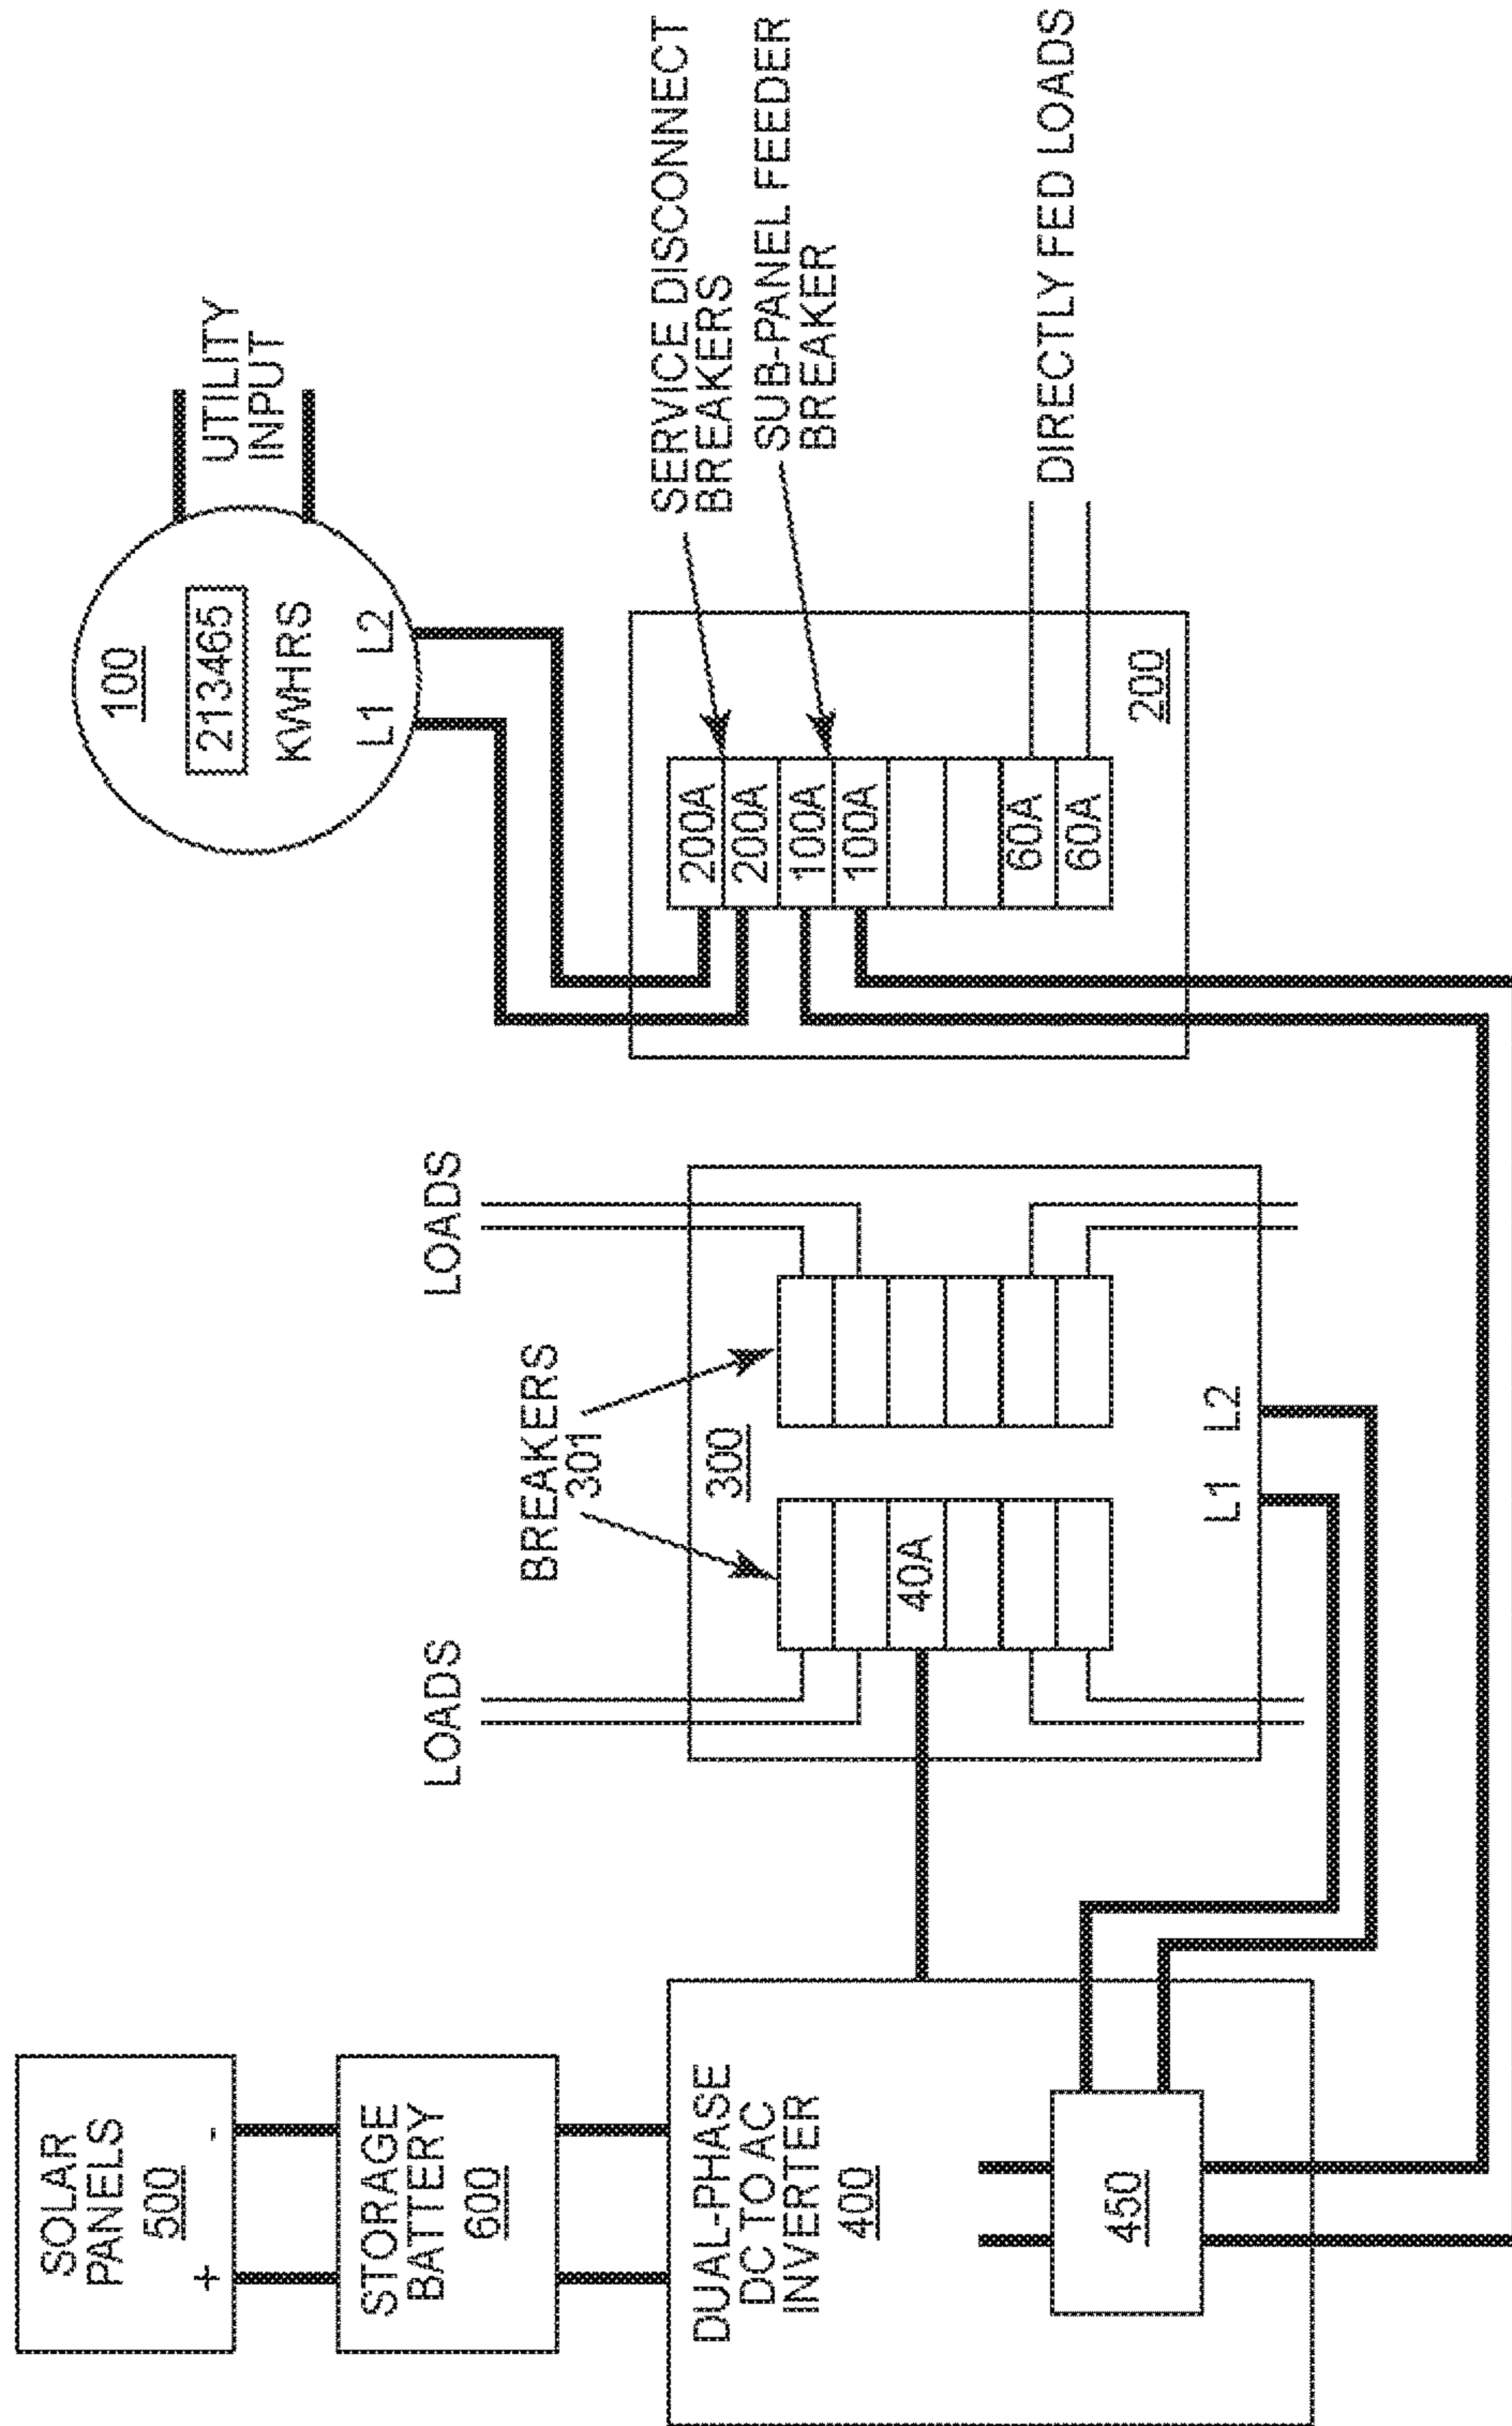 SOLAR
PANELS
500
+ -
STORAGE
BATTERY
600
DUAL-PHASE
DC TO AC
INVERTER
400
450
LOADS
LOADS
BREAKERS
301
300
40A
L1 L2
100
213465
KWHRS
L1 L2
UTILITY
INPUT
200A
200A
100A
100A
60A
60A
200
SERVICE DISCONNECT
BREAKERS
SUB-PANEL FEEDER
BREAKER
DIRECTLY FED LOADS